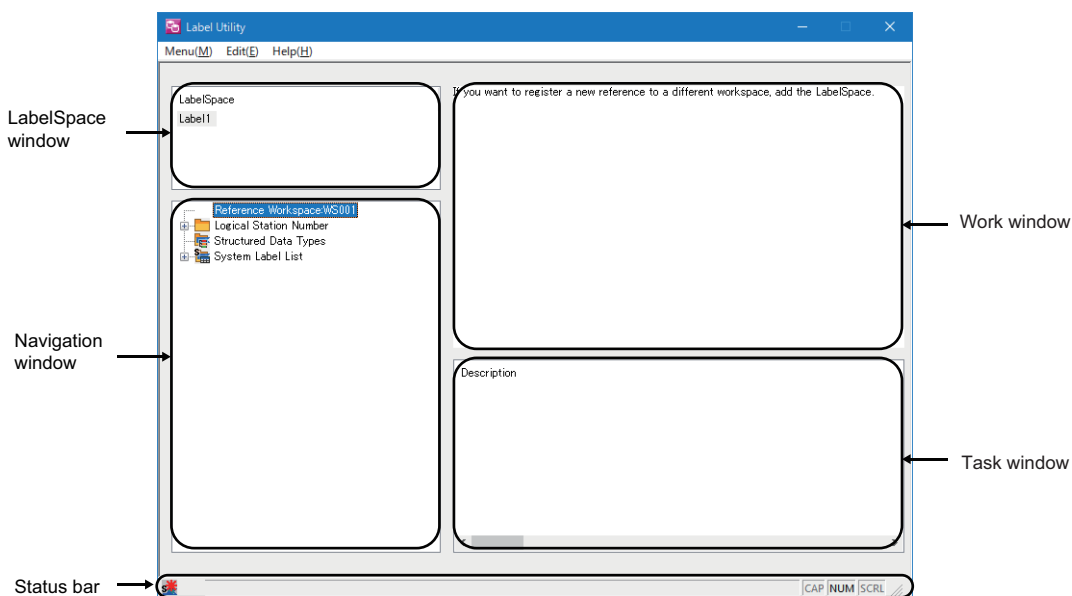 Label Utility
Menu(M) Edit(E) Help(H)
LabelSpace
window
LabelSpace
Label1
If you want to register a new reference to a different workspace, add the LabelSpace.
Work window
Navigation
window
Reference Workspace:WS001
Logical Station Number
Structured Data Types
System Label List
Description
Task window
Status bar
CAP NUM SCRL